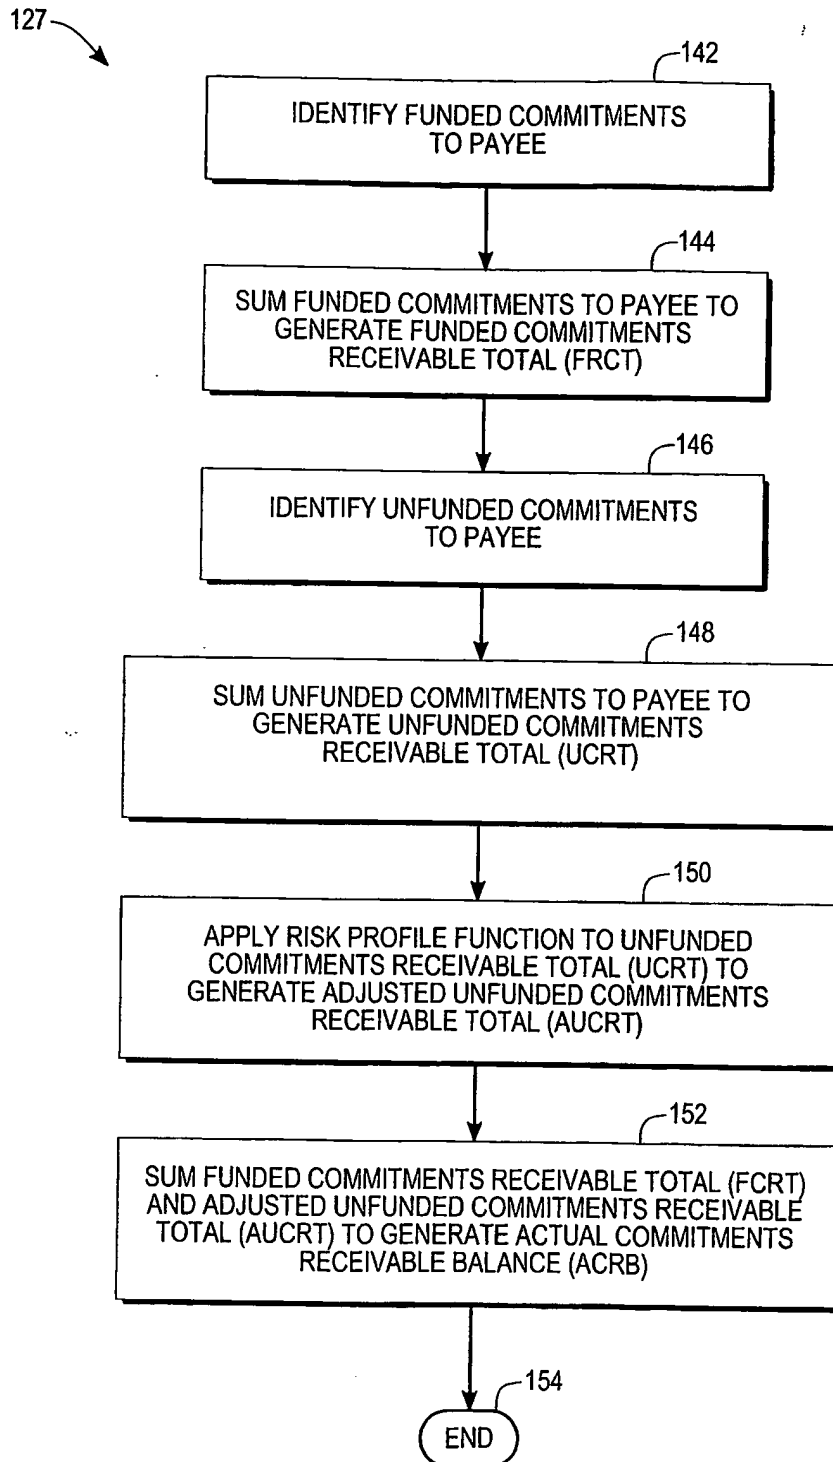 127
142
IDENTIFY FUNDED COMMITMENTS
TO PAYEE
144
SUM FUNDED COMMITMENTS TO PAYEE TO
GENERATE FUNDED COMMITMENTS
RECEIVABLE TOTAL (FRCT)
146
IDENTIFY UNFUNDED COMMITMENTS
TO PAYEE
148
SUM UNFUNDED COMMITMENTS TO PAYEE TO
GENERATE UNFUNDED COMMITMENTS
RECEIVABLE TOTAL (UCRT)
150
APPLY RISK PROFILE FUNCTION TO UNFUNDED
COMMITMENTS RECEIVABLE TOTAL (UCRT) TO
GENERATE ADJUSTED UNFUNDED COMMITMENTS
RECEIVABLE TOTAL (AUCRT)
152
SUM FUNDED COMMITMENTS RECEIVABLE TOTAL (FCRT)
AND ADJUSTED UNFUNDED COMMITMENTS RECEIVABLE
TOTAL (AUCRT) TO GENERATE ACTUAL COMMITMENTS
RECEIVABLE BALANCE (ACRB)
154
END